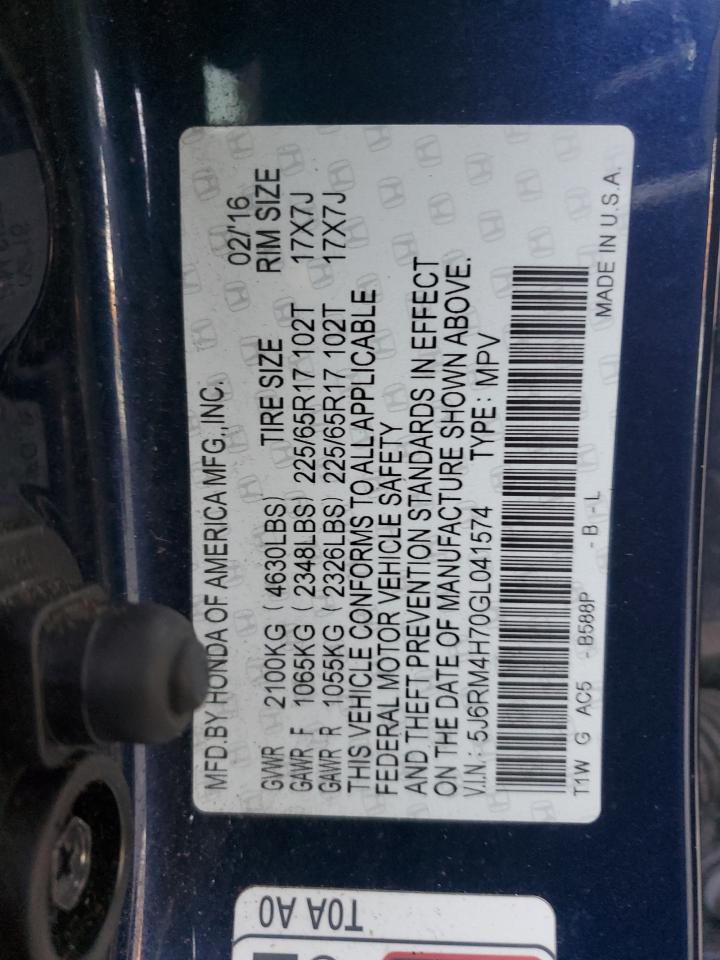 MFD.BY HONDA OF AMERICA MFG., INC. 02/'16
TIRE SIZE RIM SIZE
GVWR 2100KG ( 4630LBS)
GAWR F 1065KG ( 2348LBS) 225/65R17 102T 17X7J
GAWR R 1055KG ( 2326LBS) 225/65R17 102T 17X7J
THIS VEHICLE CONFORMS TO ALL APPLICABLE
FEDERAL MOTOR VEHICLE SAFETY
AND THEFT PREVENTION STANDARDS IN EFFECT
ON THE DATE OF MANUFACTURE SHOWN ABOVE.
V.I.N.: 5J6RM4H70GL041574 TYPE: MPV
T1W G AC5 -B588P -B-L MADE IN U.S.A.
T0A A0